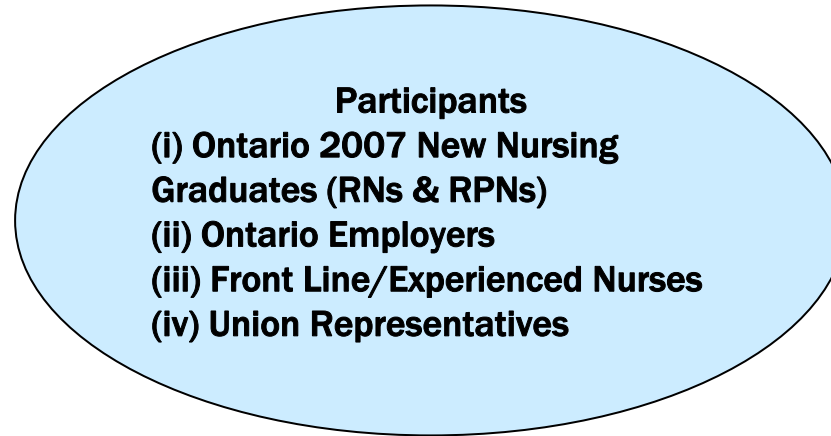 Participants
(i) Ontario 2007 New Nursing
Graduates (RNs & RPNs)
(ii) Ontario Employers
(iii) Front Line/Experienced Nurses
(iv) Union Representatives